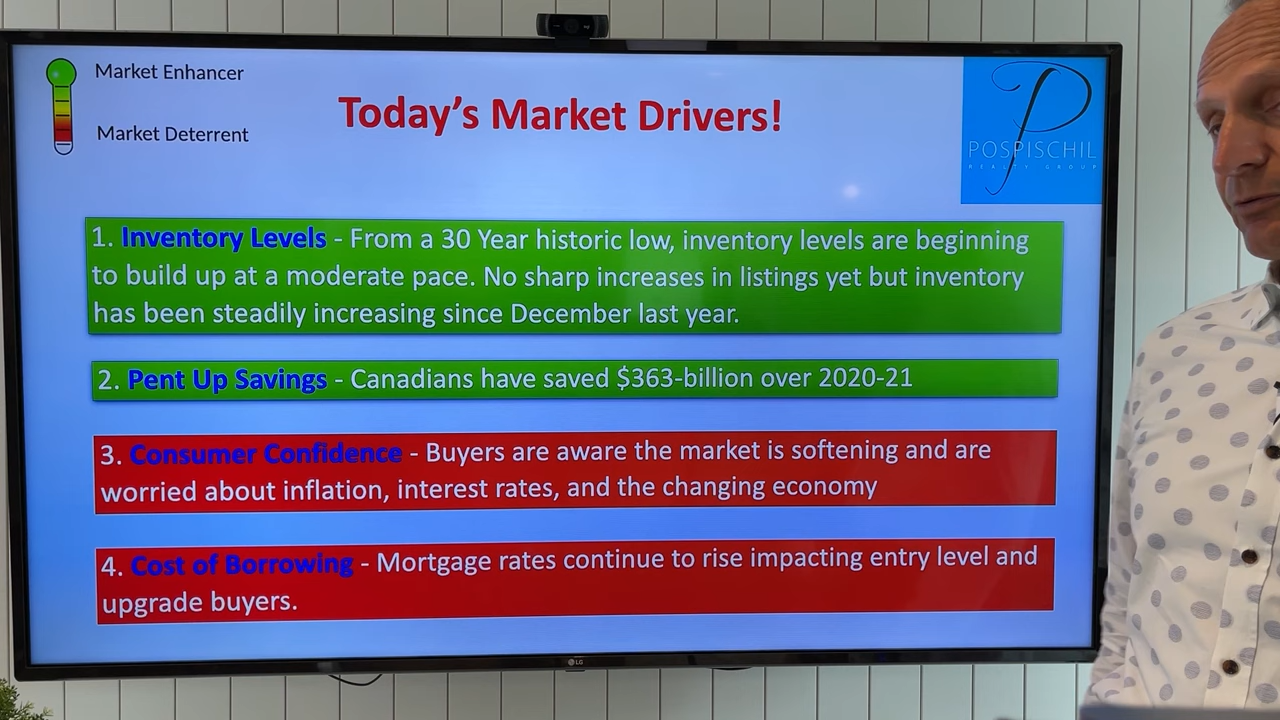 Market Enhancer
Market Deterrent
Today's Market Drivers!
POSPISCHIL
REALTY GROUP
1. Inventory Levels - From a 30 Year historic low, inventory levels are beginning
to build up at a moderate pace. No sharp increases in listings yet but inventory
has been steadily increasing since December last year.
2. Pent Up Savings - Canadians have saved $363-billion over 2020-21
3. Consumer Confidence - Buyers are aware the market is softening and are
worried about inflation, interest rates, and the changing economy
4. Cost of Borrowing - Mortgage rates continue to rise impacting entry level and
upgrade buyers.
LG